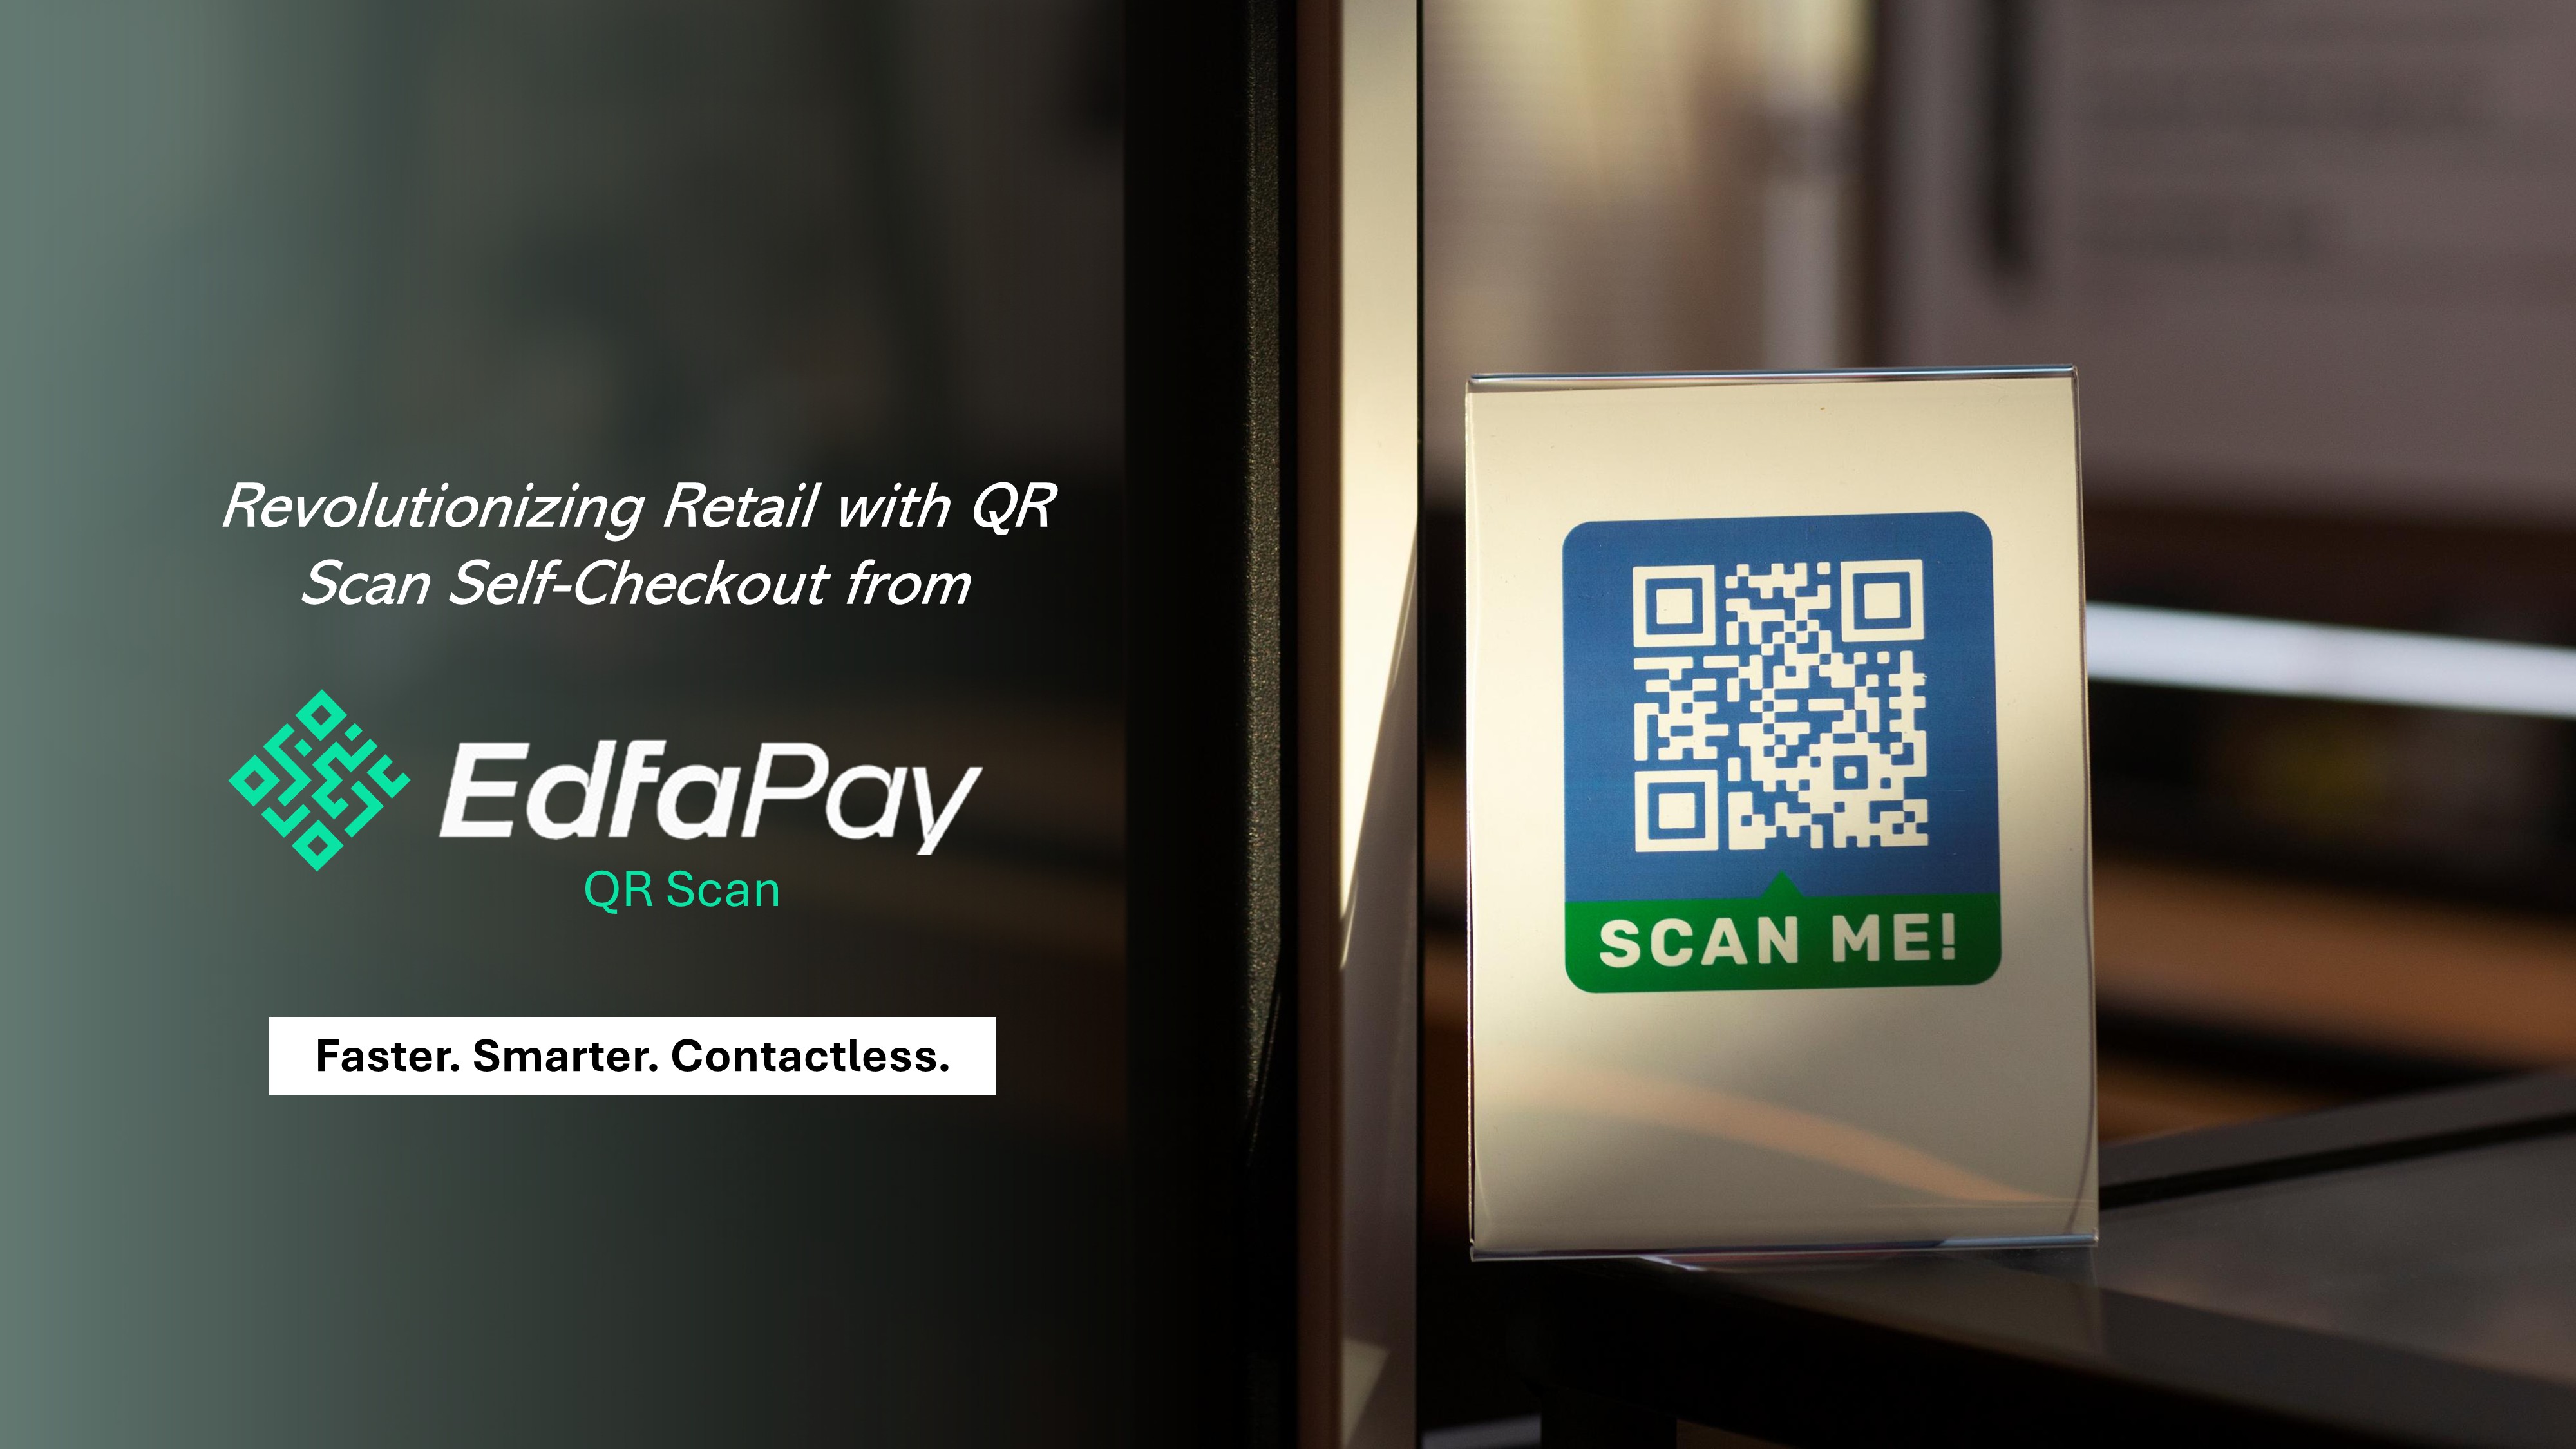 Revolutionizing Retail with QR
Scan Self-Checkout from
EdfaPay
QR Scan
Faster. Smarter. Contactless.
SCAN ME!